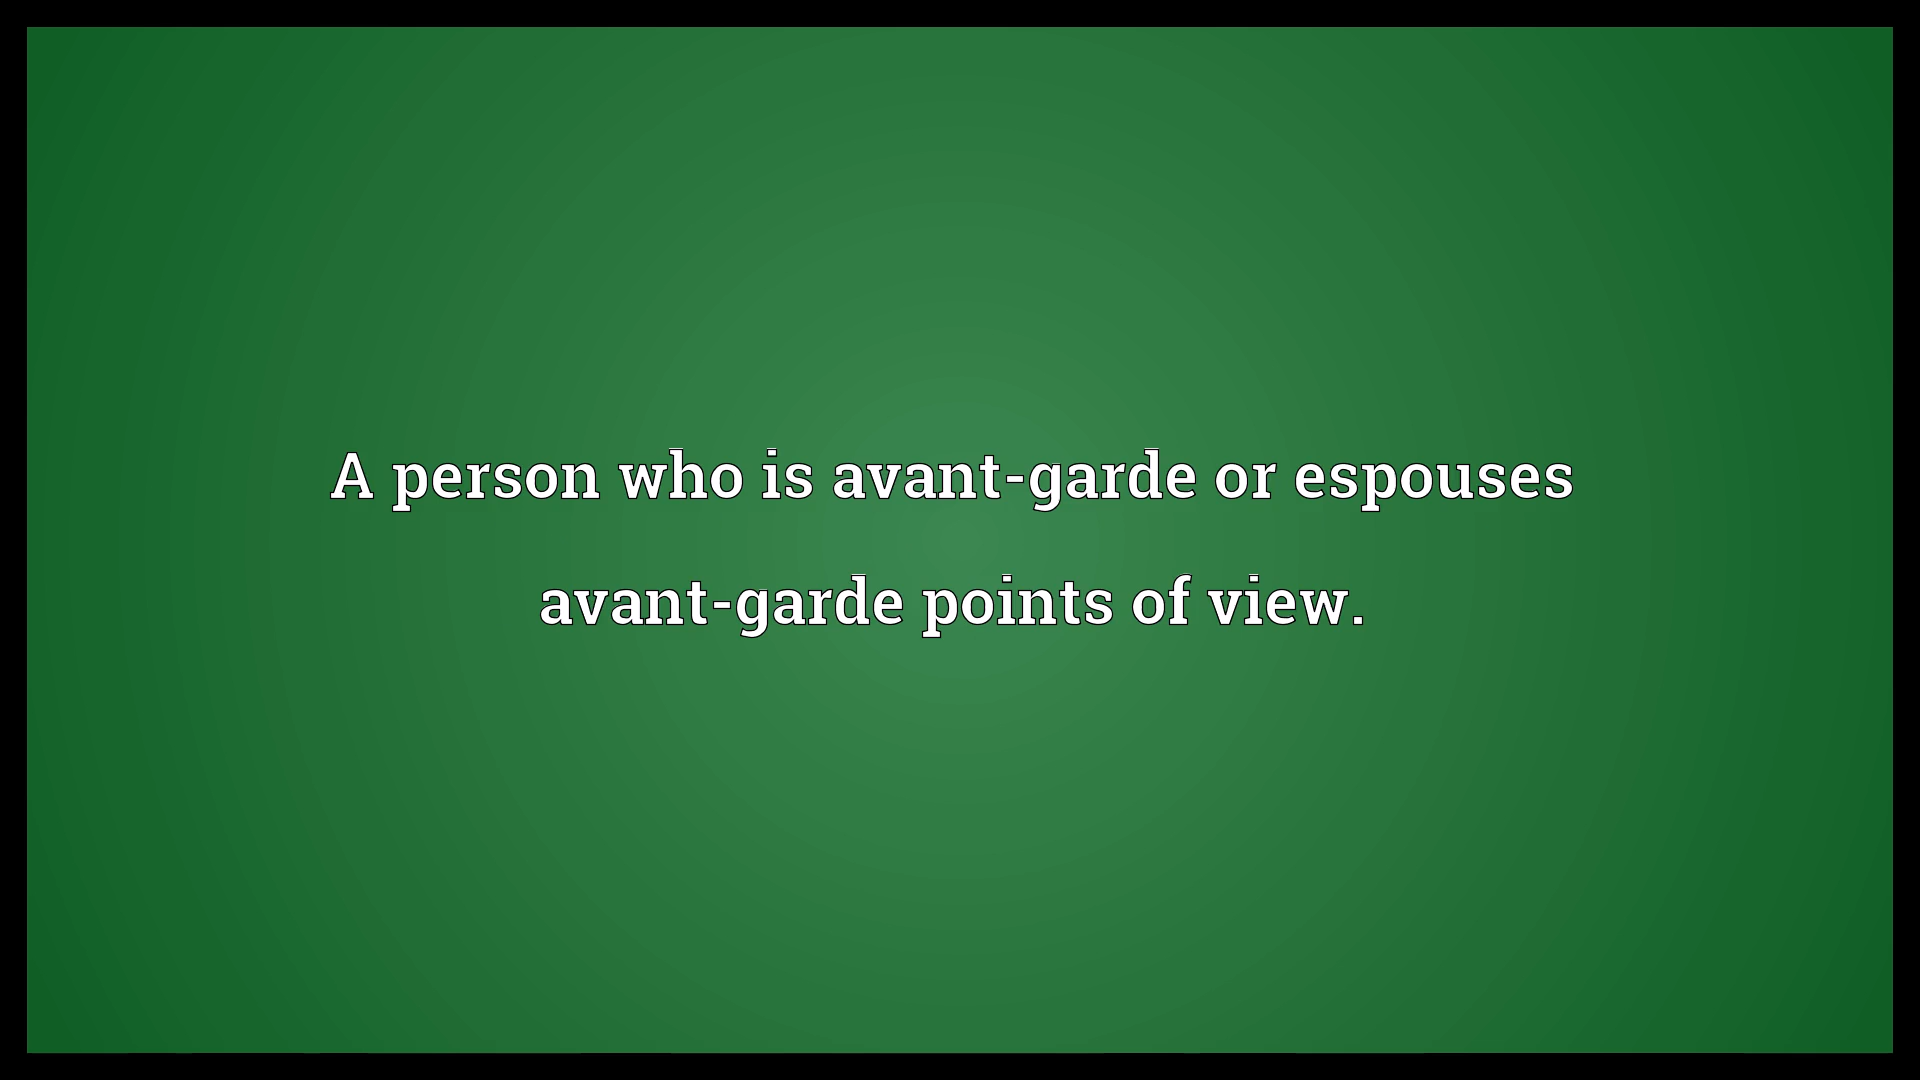 A person who is avant-garde or espouses
avant-garde points of view.